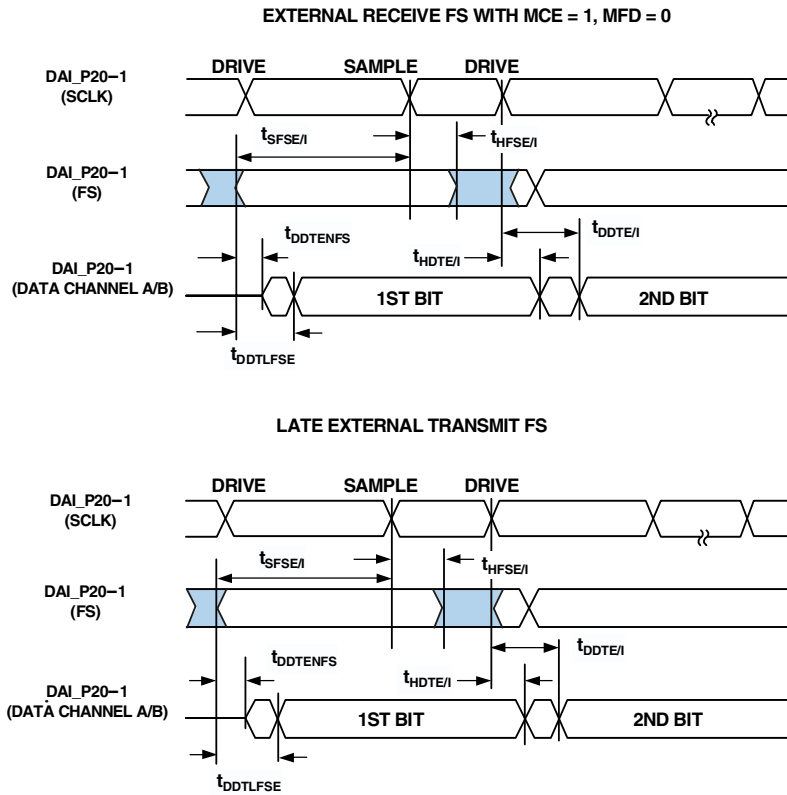 EXTERNAL RECEIVE FS WITH MCE = 1, MFD = 0
DRIVE SAMPLE DRIVE
DAI_P20–1
(SCLK)
tSFSE/I tHFSE/I
DAI_P20–1
(FS)
tDDTENFS tHDTE/I tDDTE/I
DAI_P20–1
(DATA CHANNEL A/B)
1ST BIT 2ND BIT
tDDTLFSE
LATE EXTERNAL TRANSMIT FS
DRIVE SAMPLE DRIVE
DAI_P20–1
(SCLK)
tSFSE/I tHFSE/I
DAI_P20–1
(FS)
tDDTENFS tHDTE/I tDDTE/I
DAI_P20–1
(DATA CHANNEL A/B)
1ST BIT 2ND BIT
tDDTLFSE